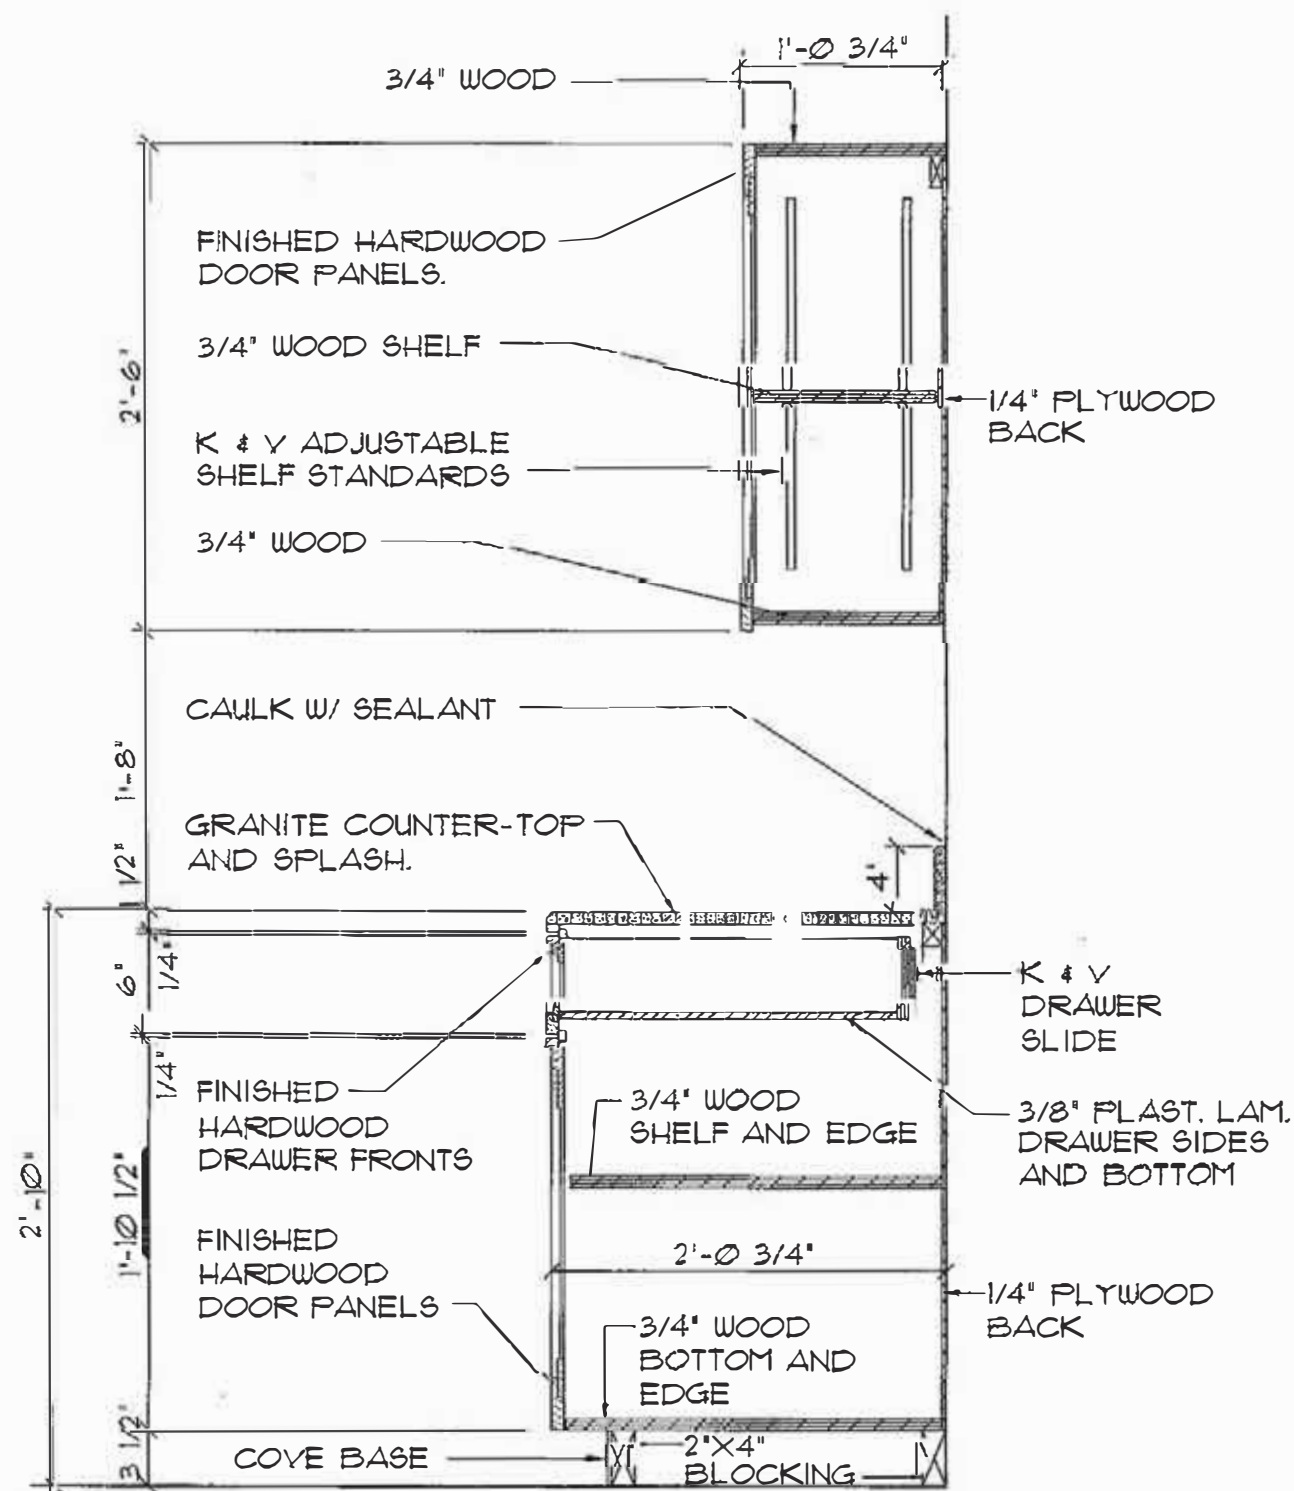 1'-Ø 3/4"
3/4" WOOD
FINISHED HARDWOOD
DOOR PANELS.
3/4" WOOD SHELF
2'-6"
1/4" PLYWOOD
BACK
K & V ADJUSTABLE
SHELF STANDARDS
3/4" WOOD
CAULK W/ SEALANT
1'-8"
GRANITE COUNTER-TOP
AND SPLASH.
4"
1 1/2"
1/4"
6"
K & V
DRAWER
SLIDE
1/4"
FINISHED
HARDWOOD
DRAWER FRONTS
3/4" WOOD
SHELF AND EDGE
3/8" PLAST. LAM.
DRAWER SIDES
AND BOTTOM
2'-1Ø"
1'-1Ø 1/2"
FINISHED
HARDWOOD
DOOR PANELS
2'-Ø 3/4"
1/4" PLYWOOD
BACK
3/4" WOOD
BOTTOM AND
EDGE
3 1/2"
COVE BASE
2"X4"
BLOCKING